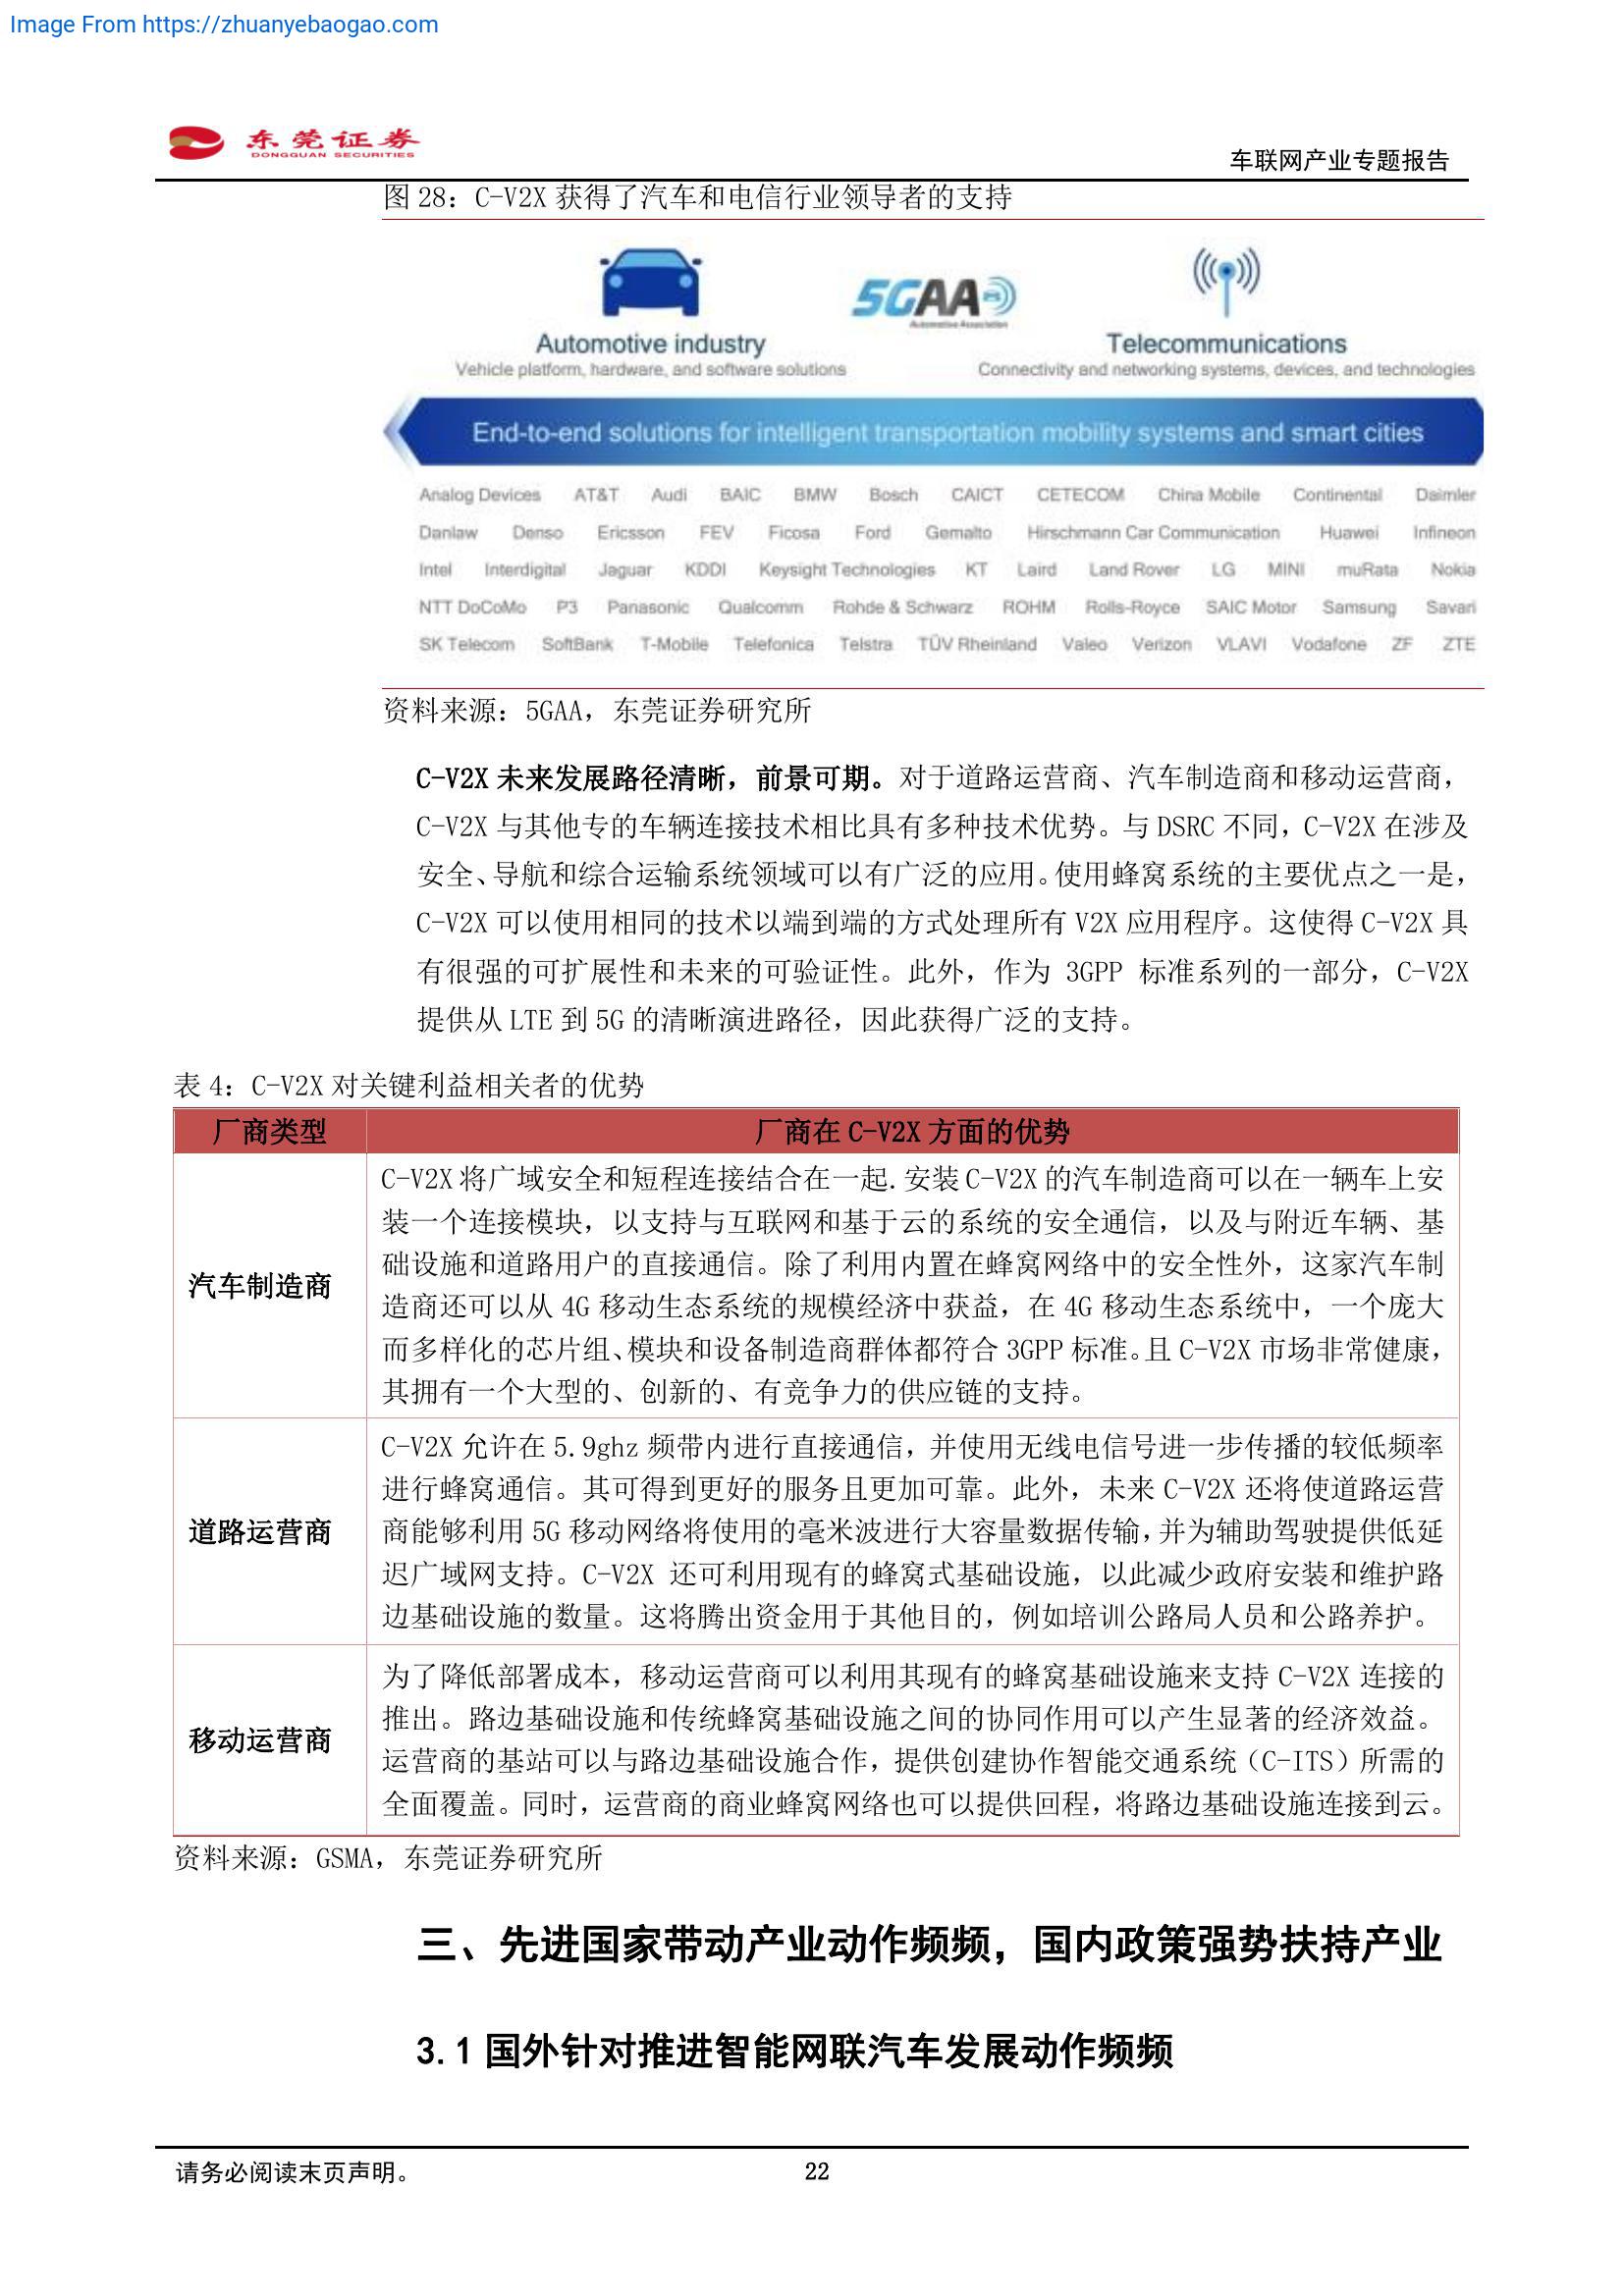 Image From https://zhuanyebaogao.com
东莞证券
DONGGUAN SECURITIES
车联网产业专题报告
图 28：C-V2X 获得了汽车和电信行业领导者的支持
5GAA
Automotive Association
Automotive industry
Vehicle platform, hardware, and software solutions
Telecommunications
Connectivity and networking systems, devices, and technologies
End-to-end solutions for intelligent transportation mobility systems and smart cities
Analog Devices AT&T Audi BAIC BMW Bosch CAICT CETECOM China Mobile Continental Daimler
Danlaw Denso Ericsson FEV Ficosa Ford Gemalto Hirschmann Car Communication Huawei Infineon
Intel Interdigital Jaguar KDDI Keysight Technologies KT Laird Land Rover LG MINI muRata Nokia
NTT DoCoMo P3 Panasonic Qualcomm Rohde & Schwarz ROHM Rolls-Royce SAIC Motor Samsung Savari
SK Telecom SoftBank T-Mobile Telefonica Telstra TÜV Rheinland Valeo Verizon VLAVI Vodafone ZF ZTE
资料来源：5GAA，东莞证券研究所
C-V2X 未来发展路径清晰，前景可期。对于道路运营商、汽车制造商和移动运营商，
C-V2X 与其他专的车辆连接技术相比具有多种技术优势。与 DSRC 不同，C-V2X 在涉及
安全、导航和综合运输系统领域可以有广泛的应用。使用蜂窝系统的主要优点之一是，
C-V2X 可以使用相同的技术以端到端的方式处理所有 V2X 应用程序。这使得 C-V2X 具
有很强的可扩展性和未来的可验证性。此外，作为 3GPP 标准系列的一部分，C-V2X
提供从 LTE 到 5G 的清晰演进路径，因此获得广泛的支持。
表 4：C-V2X 对关键利益相关者的优势
厂商类型 厂商在 C-V2X 方面的优势
汽车制造商
C-V2X 将广域安全和短程连接结合在一起.安装 C-V2X 的汽车制造商可以在一辆车上安
装一个连接模块，以支持与互联网和基于云的系统的安全通信，以及与附近车辆、基
础设施和道路用户的直接通信。除了利用内置在蜂窝网络中的安全性外，这家汽车制
造商还可以从 4G 移动生态系统的规模经济中获益，在 4G 移动生态系统中，一个庞大
而多样化的芯片组、模块和设备制造商群体都符合 3GPP 标准。且 C-V2X 市场非常健康，
其拥有一个大型的、创新的、有竞争力的供应链的支持。
道路运营商
C-V2X 允许在 5.9ghz 频带内进行直接通信，并使用无线电信号进一步传播的较低频率
进行蜂窝通信。其可得到更好的服务且更加可靠。此外，未来 C-V2X 还将使道路运营
商能够利用 5G 移动网络将使用的毫米波进行大容量数据传输，并为辅助驾驶提供低延
迟广域网支持。C-V2X 还可利用现有的蜂窝式基础设施，以此减少政府安装和维护路
边基础设施的数量。这将腾出资金用于其他目的，例如培训公路局人员和公路养护。
移动运营商
为了降低部署成本，移动运营商可以利用其现有的蜂窝基础设施来支持 C-V2X 连接的
推出。路边基础设施和传统蜂窝基础设施之间的协同作用可以产生显著的经济效益。
运营商的基站可以与路边基础设施合作，提供创建协作智能交通系统（C-ITS）所需的
全面覆盖。同时，运营商的商业蜂窝网络也可以提供回程，将路边基础设施连接到云。
资料来源：GSMA，东莞证券研究所
三、先进国家带动产业动作频频，国内政策强势扶持产业
3.1 国外针对推进智能网联汽车发展动作频频
请务必阅读末页声明。
22